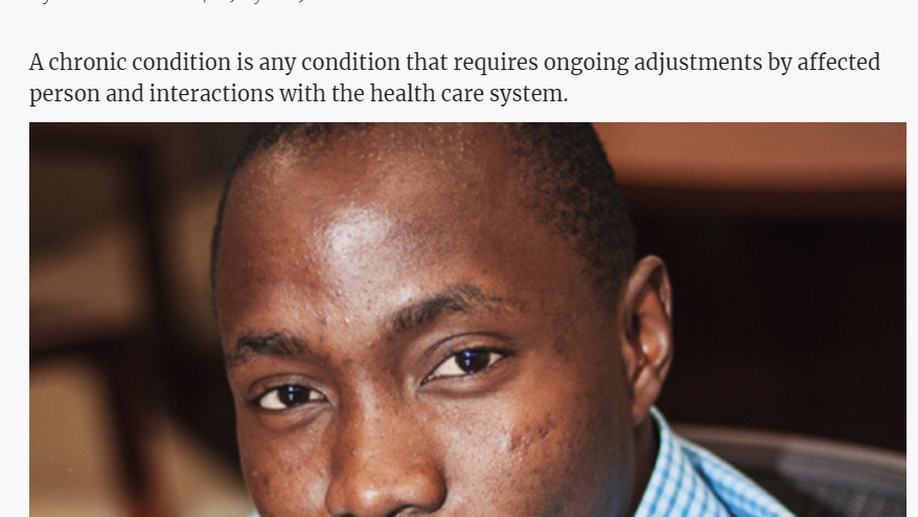 A chronic condition is any condition that requires ongoing adjustments by affected
person and interactions with the health care system.